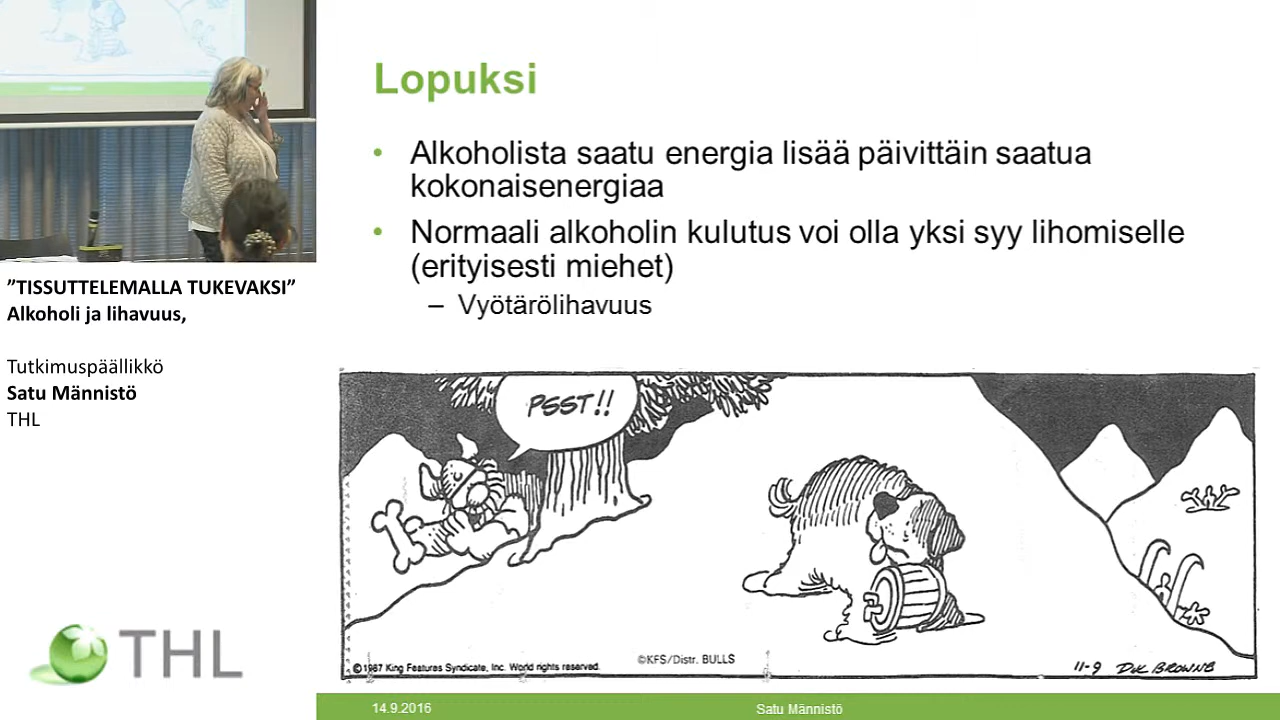 Lopuksi
• Alkoholista saatu energia lisää päivittäin saatua
kokonaisenergiaa
• Normaali alkoholin kulutus voi olla yksi syy lihomiselle
(erityisesti miehet)
– Vyötärölihavuus
”TISSUTTELEMALLA TUKEVAKSI”
Alkoholi ja lihavuus,
Tutkimuspäällikkö
Satu Männistö
THL
PSST!!
©1987 King Features Syndicate, Inc. World rights reserved.
©KFS/Distr. BULLS
11-9 DIK BROWNE
THL
14.9.2016
Satu Männistö